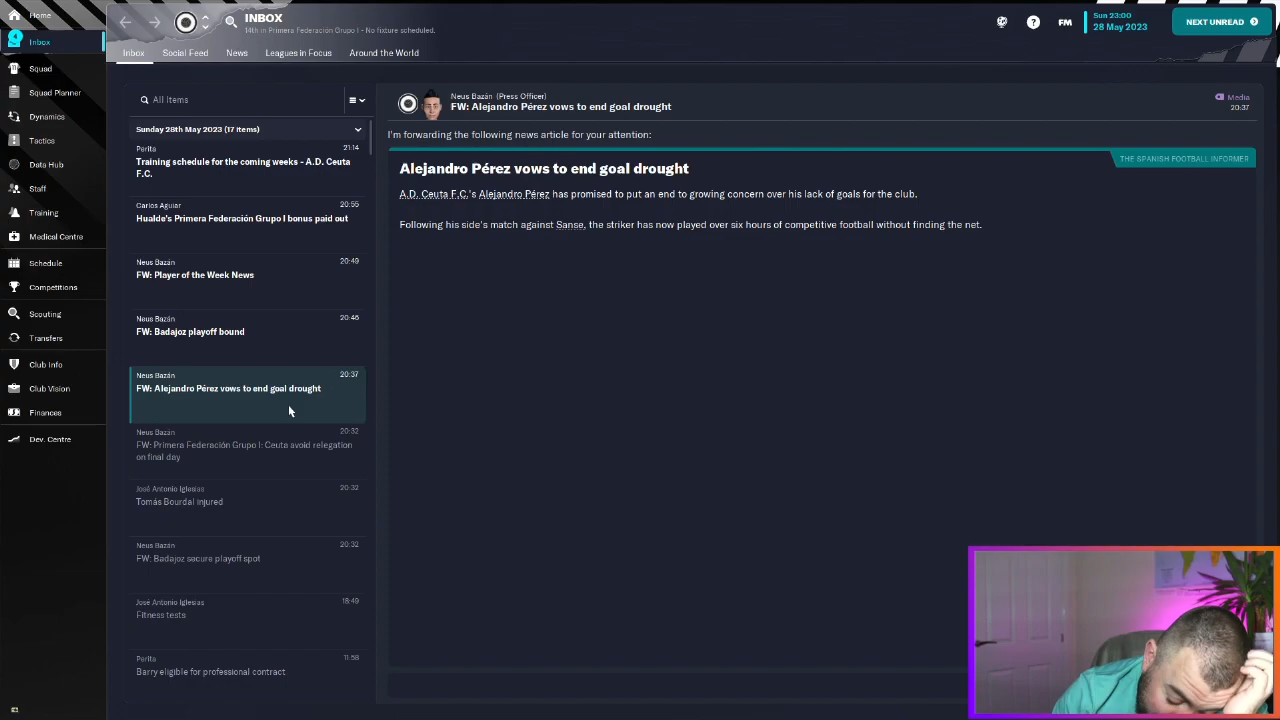 Home
Inbox
Squad
Squad Planner
Dynamics
Tactics
Data Hub
Staff
Training
Medical Centre
Schedule
Competitions
Scouting
Transfers
Club Info
Club Vision
Finances
Dev. Centre
INBOX
14th in Primera Federación Grupo I - No fixture scheduled.
FM
Sun 23:00
28 May 2023
NEXT UNREAD
Inbox
Social Feed
News
Leagues in Focus
Around the World
All Items
Sunday 28th May 2023 (17 items)
Perita
21:14
Training schedule for the coming weeks - A.D. Ceuta
F.C.
Carlos Aguiar
20:55
Hualde's Primera Federación Grupo I bonus paid out
Neus Bazán
20:49
FW: Player of the Week News
Neus Bazán
20:46
FW: Badajoz playoff bound
Neus Bazán
20:37
FW: Alejandro Pérez vows to end goal drought
Neus Bazán
20:32
FW: Primera Federación Grupo I: Ceuta avoid relegation
on final day
José Antonio Iglesias
20:32
Tomás Bourdal injured
Neus Bazán
20:32
FW: Badajoz secure playoff spot
José Antonio Iglesias
18:49
Fitness tests
Perita
11:58
Barry eligible for professional contract
Neus Bazán (Press Officer)
FW: Alejandro Pérez vows to end goal drought
Media
20:37
I'm forwarding the following news article for your attention:
THE SPANISH FOOTBALL INFORMER
Alejandro Pérez vows to end goal drought
A.D. Ceuta F.C.'s Alejandro Pérez has promised to put an end to growing concern over his lack of goals for the club.
Following his side's match against Sanse, the striker has now played over six hours of competitive football without finding the net.